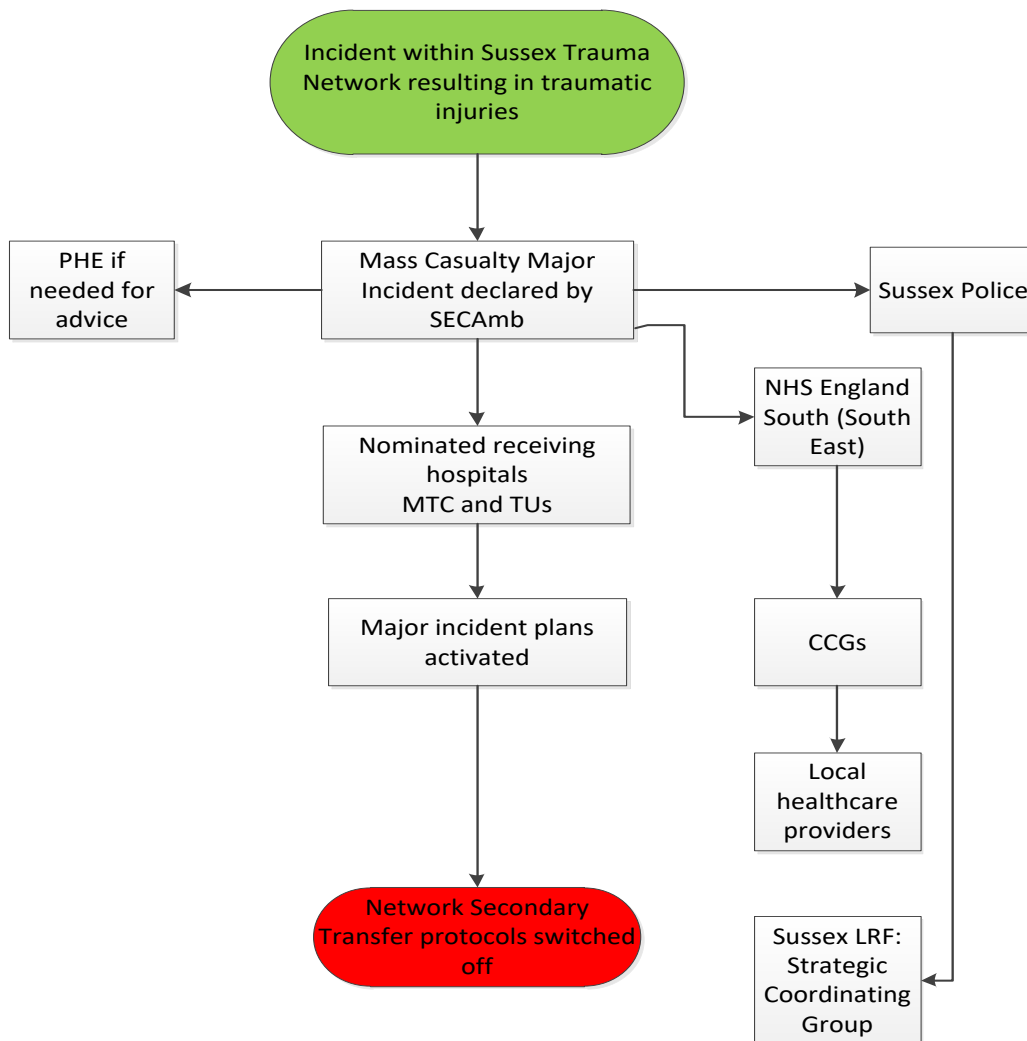 Incident within Sussex Trauma
Network resulting in traumatic
injuries
PHE if
needed for
advice
Mass Casualty Major
Incident declared by
SECAmb
Sussex Police
NHS England
South (South
East)
Nominated receiving
hospitals
MTC and TUs
Major incident plans
activated
CCGs
Local
healthcare
providers
Network Secondary
Transfer protocols switched
off
Sussex LRF:
Strategic
Coordinating
Group